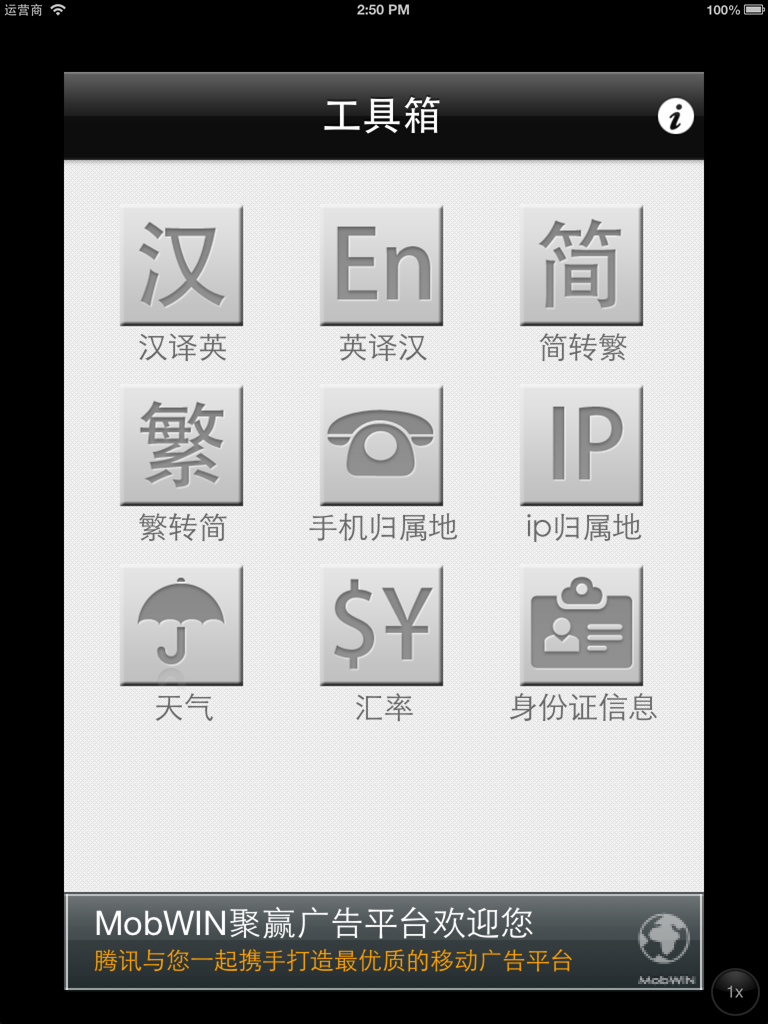 运营商 2:50 PM 100%
工具箱 i
汉 En 简
汉译英 英译汉 简转繁
繁 IP
繁转简 手机归属地 ip归属地
$¥
天气 汇率 身份证信息
MobWIN聚赢广告平台欢迎您
腾讯与您一起携手打造最优质的移动广告平台
MobWIN
1x